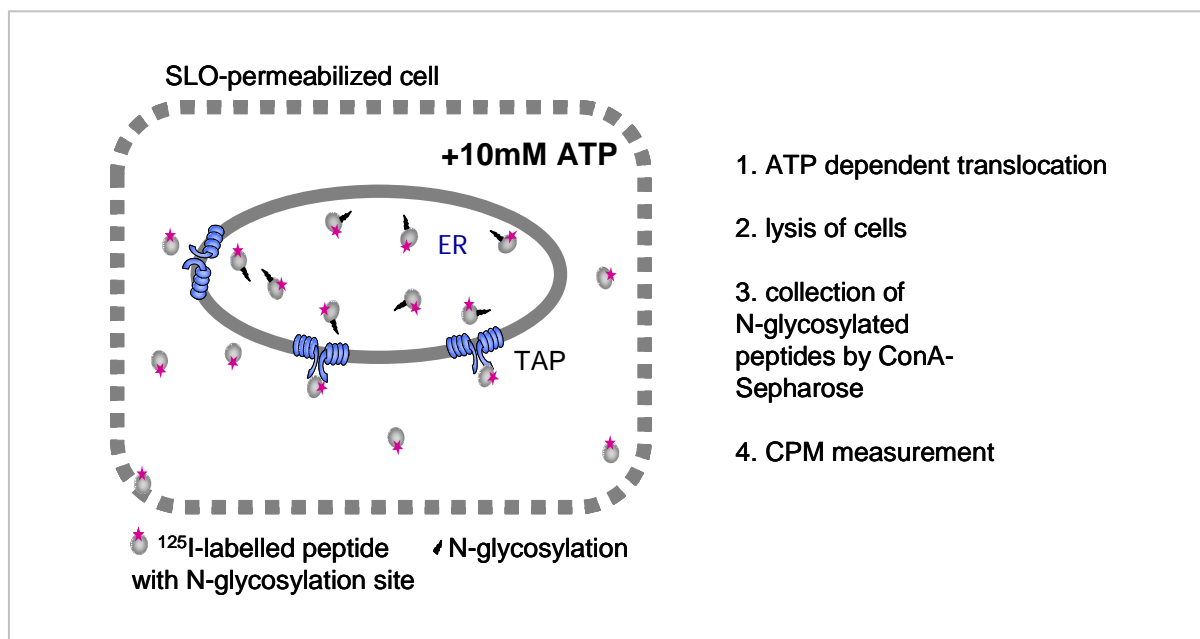 SLO-permeabilized cell
+10mM ATP
ER
TAP
¹²⁵I-labelled peptide
with N-glycosylation site
N-glycosylation
1. ATP dependent translocation
2. lysis of cells
3. collection of
N-glycosylated
peptides by ConA-
Sepharose
4. CPM measurement